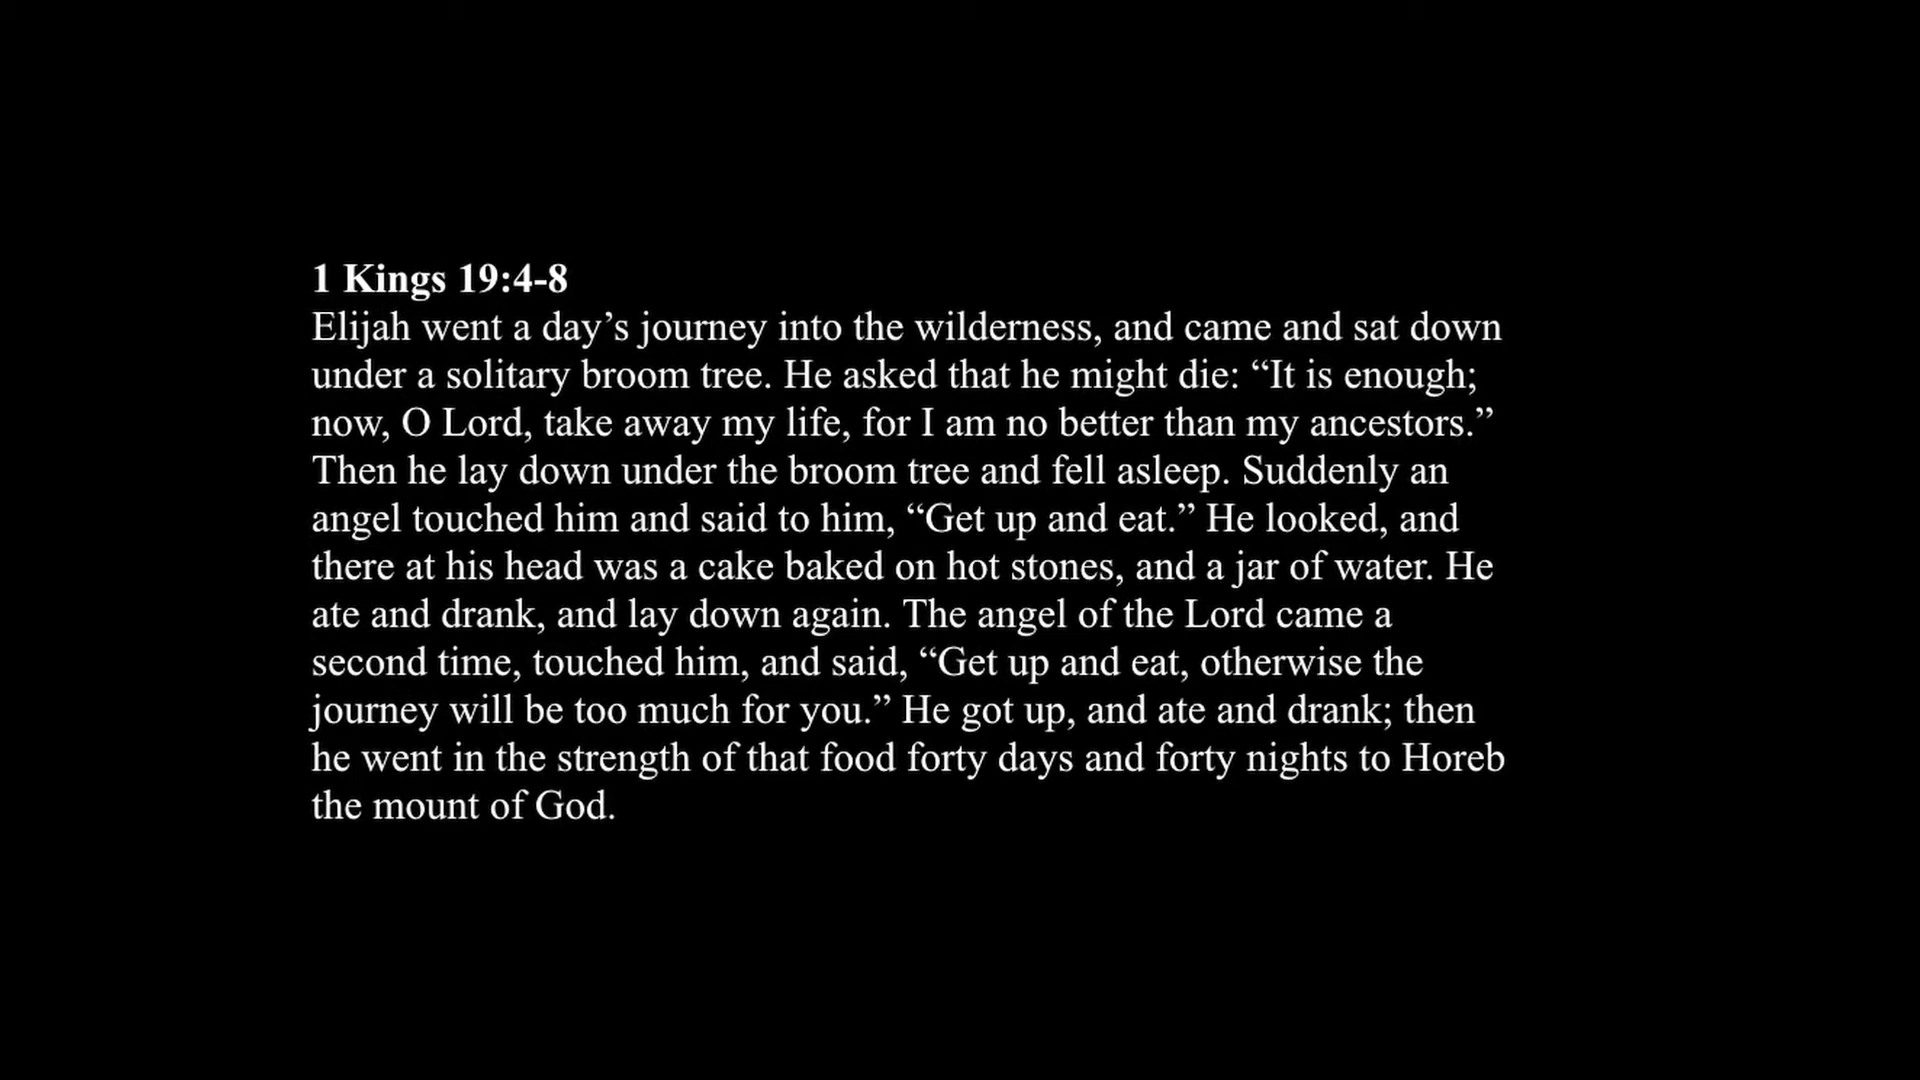 1 Kings 19:4-8
Elijah went a day’s journey into the wilderness, and came and sat down
under a solitary broom tree. He asked that he might die: “It is enough;
now, O Lord, take away my life, for I am no better than my ancestors.”
Then he lay down under the broom tree and fell asleep. Suddenly an
angel touched him and said to him, “Get up and eat.” He looked, and
there at his head was a cake baked on hot stones, and a jar of water. He
ate and drank, and lay down again. The angel of the Lord came a
second time, touched him, and said, “Get up and eat, otherwise the
journey will be too much for you.” He got up, and ate and drank; then
he went in the strength of that food forty days and forty nights to Horeb
the mount of God.